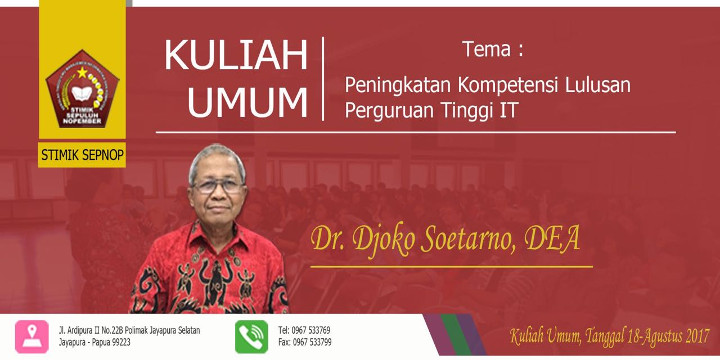 STIMIK
SEPULUH
NOPEMBER
STIMIK SEPNOP
KULIAH
UMUM
Tema :
Peningkatan Kompetensi Lulusan
Perguruan Tinggi IT
Dr. Djoko Soetarno, DEA
Jl. Ardipura II No.22B Polimak Jayapura Selatan
Jayapura - Papua 99223
Tel: 0967 533769
Fax: 0967 533799
Kuliah Umum, Tanggal 18-Agustus 2017